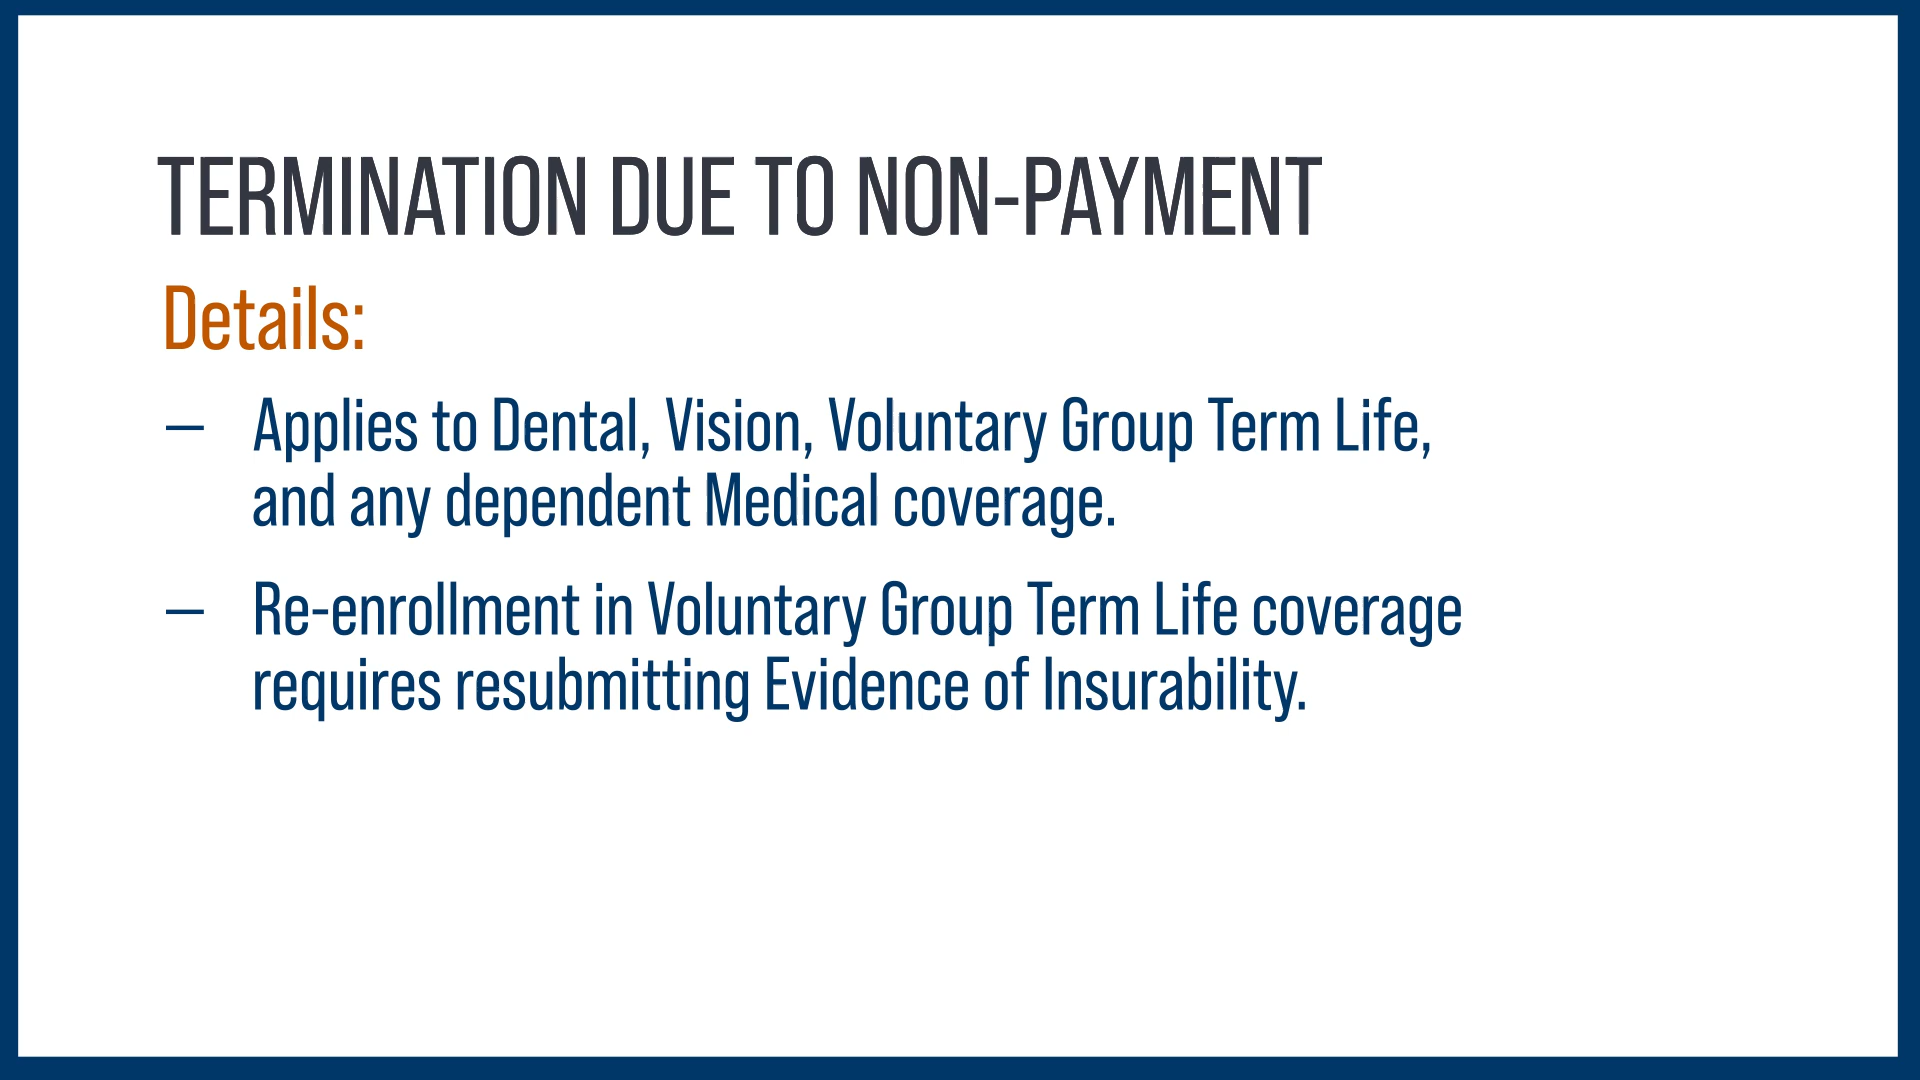 TERMINATION DUE TO NON-PAYMENT
Details:
– Applies to Dental, Vision, Voluntary Group Term Life,
and any dependent Medical coverage.
– Re-enrollment in Voluntary Group Term Life coverage
requires resubmitting Evidence of Insurability.